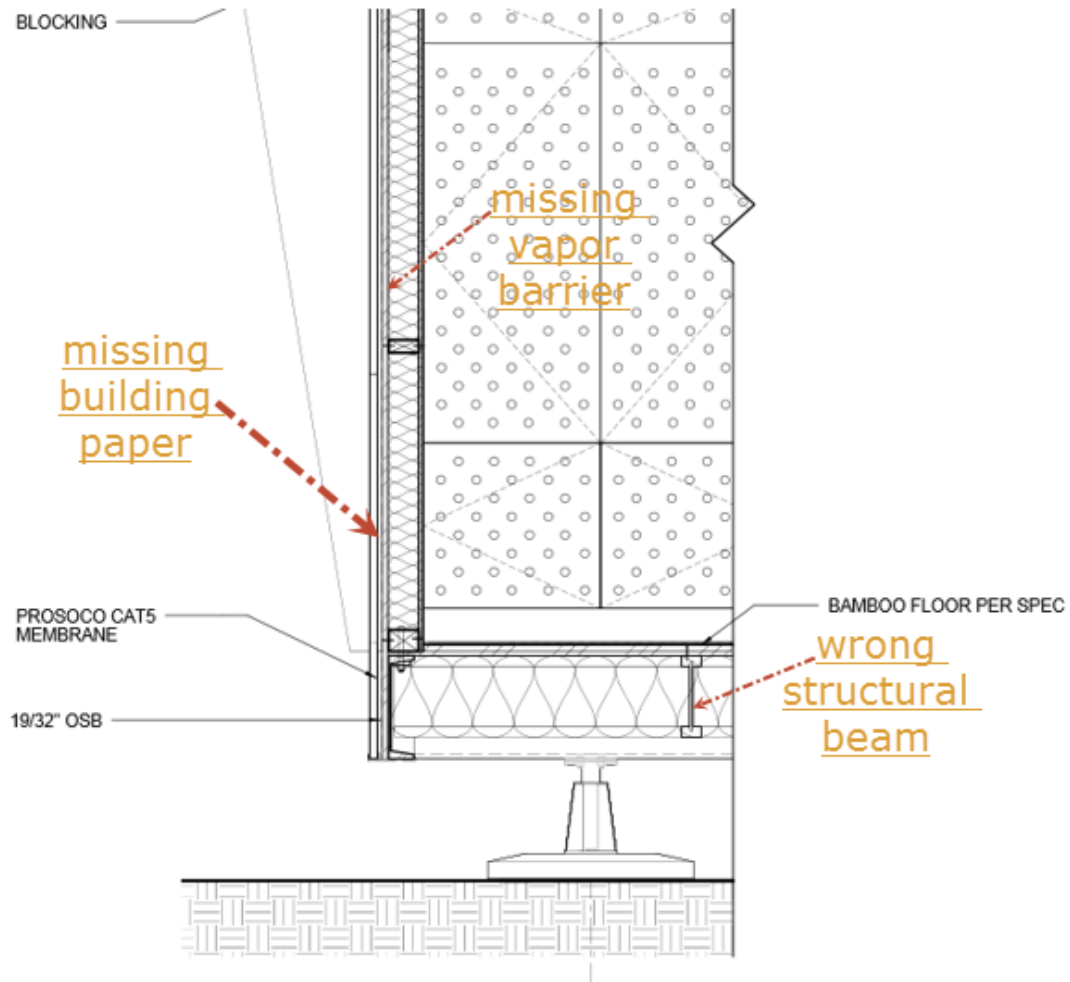 BLOCKING
missing
vapor
barrier
missing
building
paper
PROSOCO CAT5
MEMBRANE
BAMBOO FLOOR PER SPEC
wrong
structural
beam
19/32" OSB